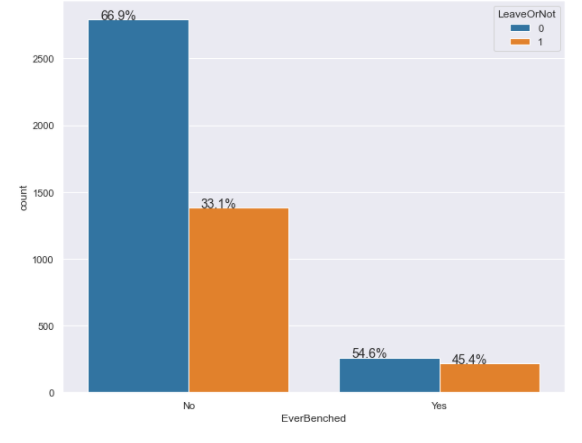 LeaveOrNot
0
1
66.9%
33.1%
54.6%
45.4%
2500
2000
1500
1000
500
0
count
No
Yes
EverBenched